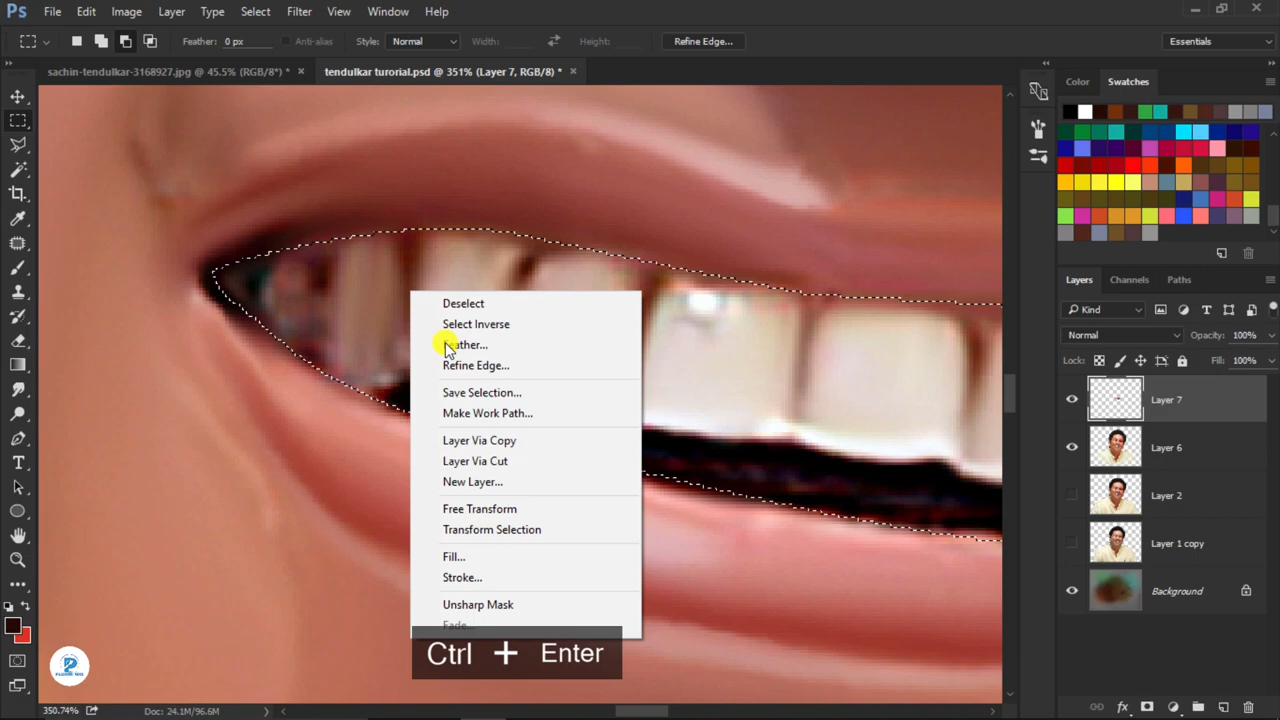 Ps File Edit Image Layer Type Select Filter View Window Help
Feather: 0 px Anti-alias Style: Normal Width: Height: Refine Edge... Essentials
sachin-tendulkar-3168927.jpg @ 45.5% (RGB/8*) * × tendulkar turorial.psd @ 351% (Layer 7, RGB/8) * ×
Color Swatches
Deselect
Select Inverse
Feather...
Refine Edge...
Save Selection...
Make Work Path...
Layer Via Copy
Layer Via Cut
New Layer...
Free Transform
Transform Selection
Fill...
Stroke...
Unsharp Mask
Fade...
Ctrl + Enter
Layers Channels Paths
Kind
Normal Opacity: 100%
Lock: Fill: 100%
Layer 7
Layer 6
Layer 2
Layer 1 copy
Background
350.74% Doc: 24.1M/96.6M